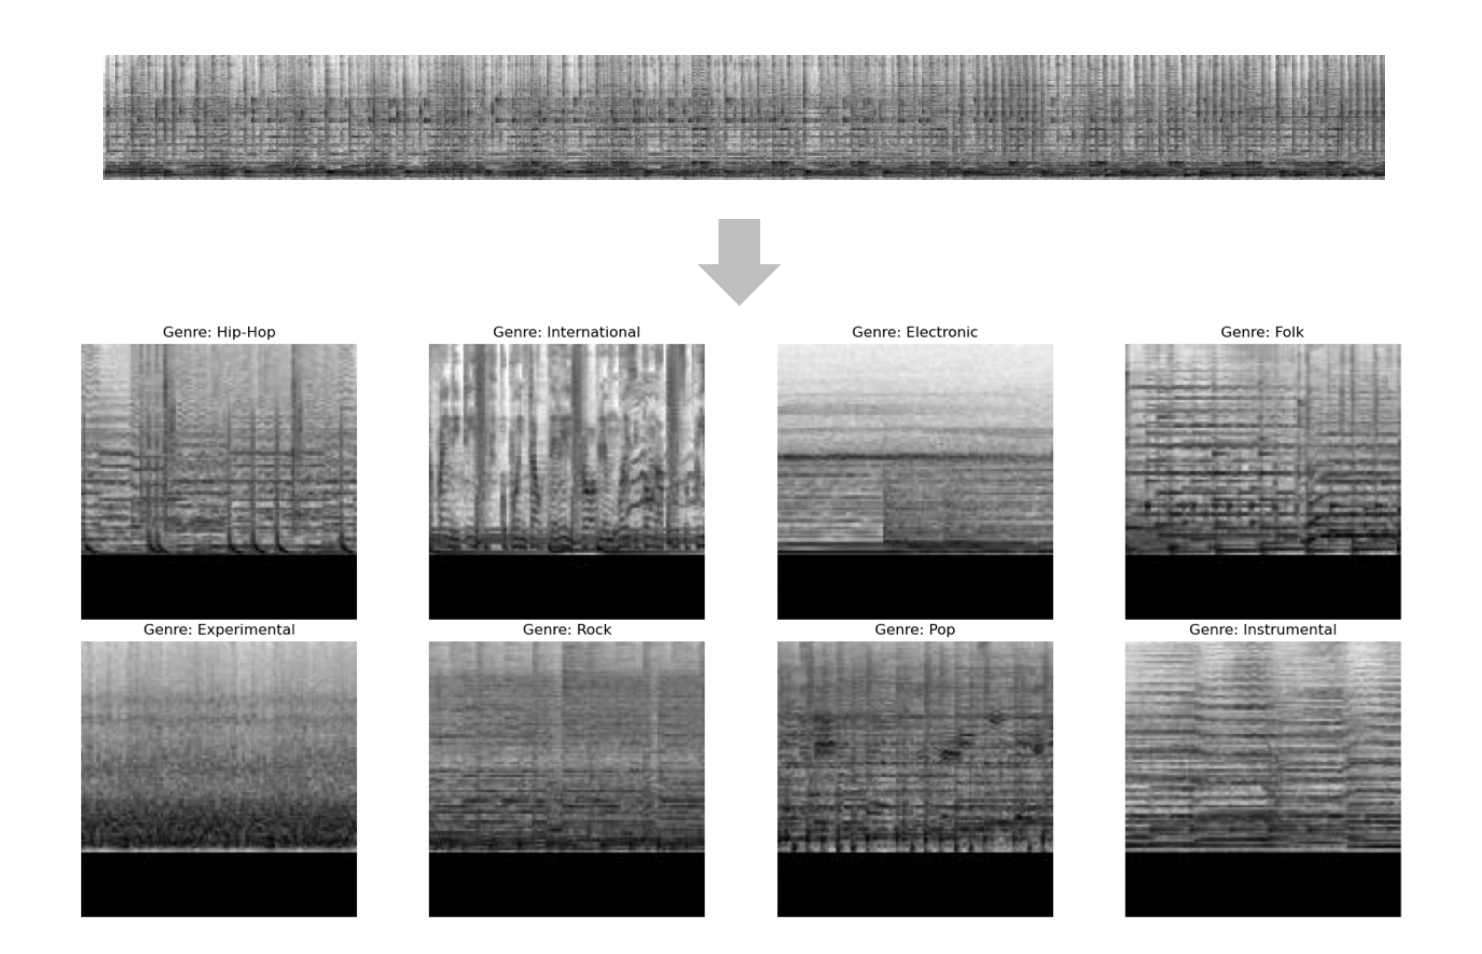 Genre: Hip-Hop
Genre: International
Genre: Electronic
Genre: Folk
Genre: Experimental
Genre: Rock
Genre: Pop
Genre: Instrumental